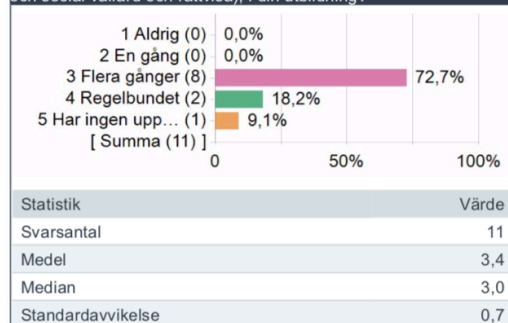 1 Aldrig (0) 0,0%
2 En gång (0) 0,0%
3 Flera gånger (8) 72,7%
4 Regelbundet (2) 18,2%
5 Har ingen upp… (1) 9,1%
[ Summa (11) ]
0 50% 100%
Statistik Värde
Svarsantal 11
Medel 3,4
Median 3,0
Standardavvikelse 0,7